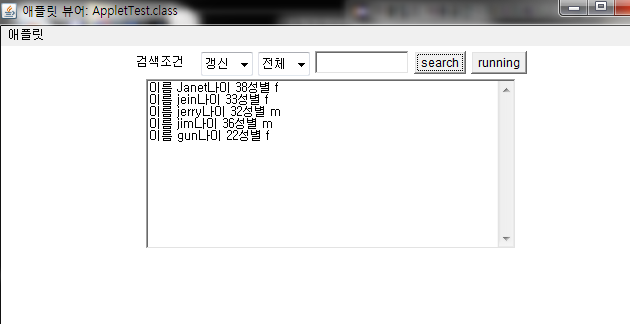 애플릿 뷰어: AppletTest.class
애플릿
검색조건 갱신 전체 search running
이름 Janet나이 38성별 f
이름 jein나이 33성별 f
이름 jerry나이 32성별 m
이름 jim나이 36성별 m
이름 gun나이 22성별 f